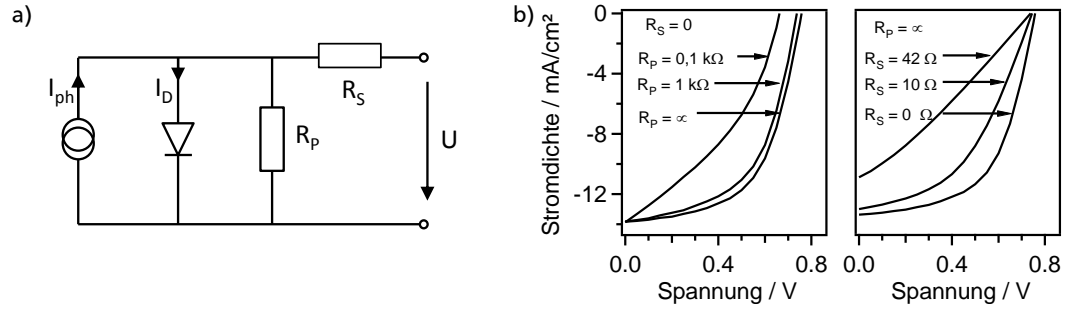 a)
I_ph
I_D
R_P
R_S
U
b)
Stromdichte / mA/cm²
0
-4
-8
-12
R_S = 0
R_P = 0,1 kΩ
R_P = 1 kΩ
R_P = ∞
0.0 0.4 0.8
Spannung / V
R_P = ∞
R_S = 42 Ω
R_S = 10 Ω
R_S = 0 Ω
0.0 0.4 0.8
Spannung / V